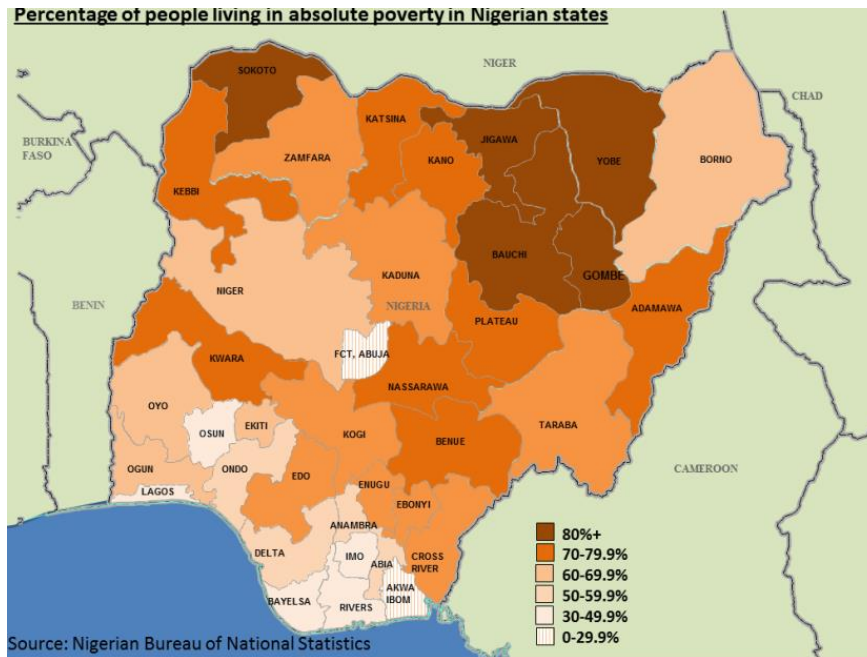 Percentage of people living in absolute poverty in Nigerian states
NIGER
SOKOTO
CHAD
KATSINA
BURKINA
FASO
JIGAWA
YOBE
BORNO
ZAMFARA
KANO
KEBBI
BAUCHI
GOMBE
KADUNA
NIGER
NIGERIA
BENIN
ADAMAWA
PLATEAU
KWARA
FCT, ABUJA
NASSARAWA
OYO
TARABA
OSUN
EKITI
KOGI
BENUE
OGUN
ONDO
CAMEROON
EDO
LAGOS
ENUGU
EBONYI
ANAMBRA
DELTA
IMO
ABIA
CROSS
RIVER
AKWA
IBOM
BAYELSA
RIVERS
80%+
70-79.9%
60-69.9%
50-59.9%
30-49.9%
0-29.9%
Source: Nigerian Bureau of National Statistics